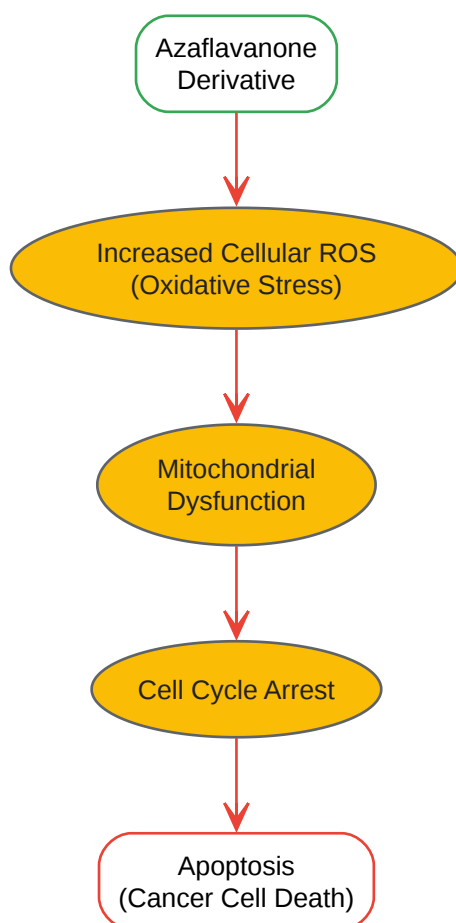 Azaflavanone
Derivative
Increased Cellular ROS
(Oxidative Stress)
Mitochondrial
Dysfunction
Cell Cycle Arrest
Apoptosis
(Cancer Cell Death)